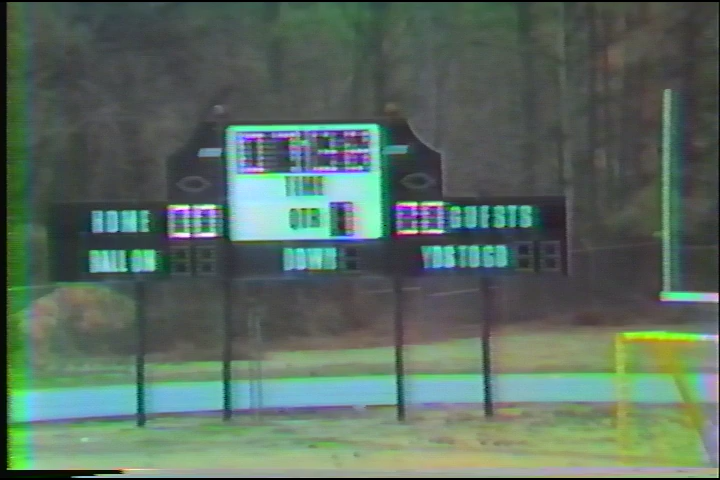 TIME
HOME QTR GUESTS
BALL ON DOWN YDS TO GO